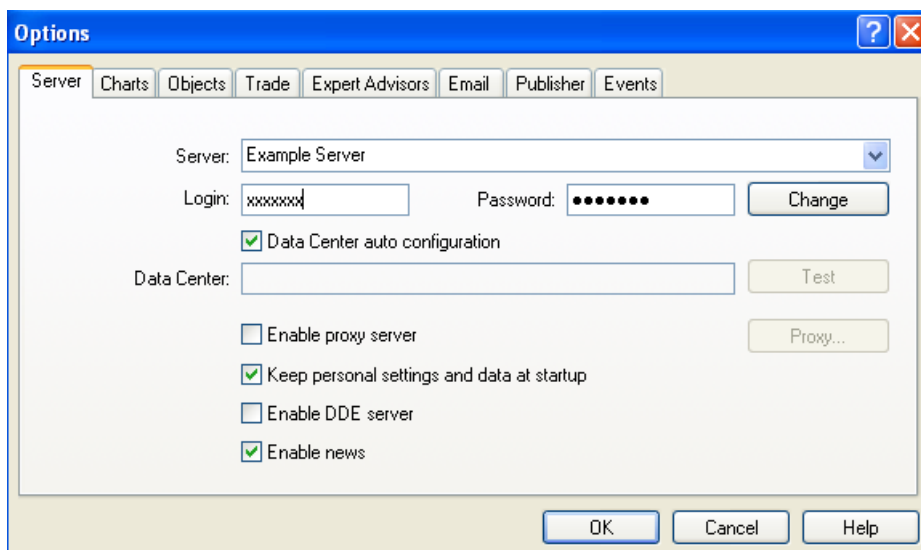 Options
Server Charts Objects Trade Expert Advisors Email Publisher Events
Server: Example Server
Login: xxxxxxx Password: ●●●●●●● Change
Data Center auto configuration
Data Center: Test
Enable proxy server Proxy...
Keep personal settings and data at startup
Enable DDE server
Enable news
OK Cancel Help